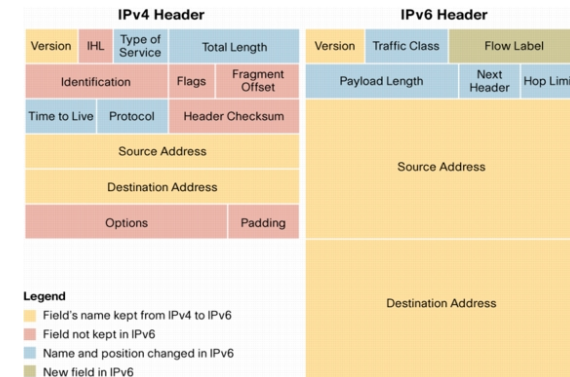 IPv4 Header
Version IHL Type of Service Total Length
Identification Flags Fragment Offset
Time to Live Protocol Header Checksum
Source Address
Destination Address
Options Padding
IPv6 Header
Version Traffic Class Flow Label
Payload Length Next Header Hop Limi
Source Address
Destination Address
Legend
Field's name kept from IPv4 to IPv6
Field not kept in IPv6
Name and position changed in IPv6
New field in IPv6